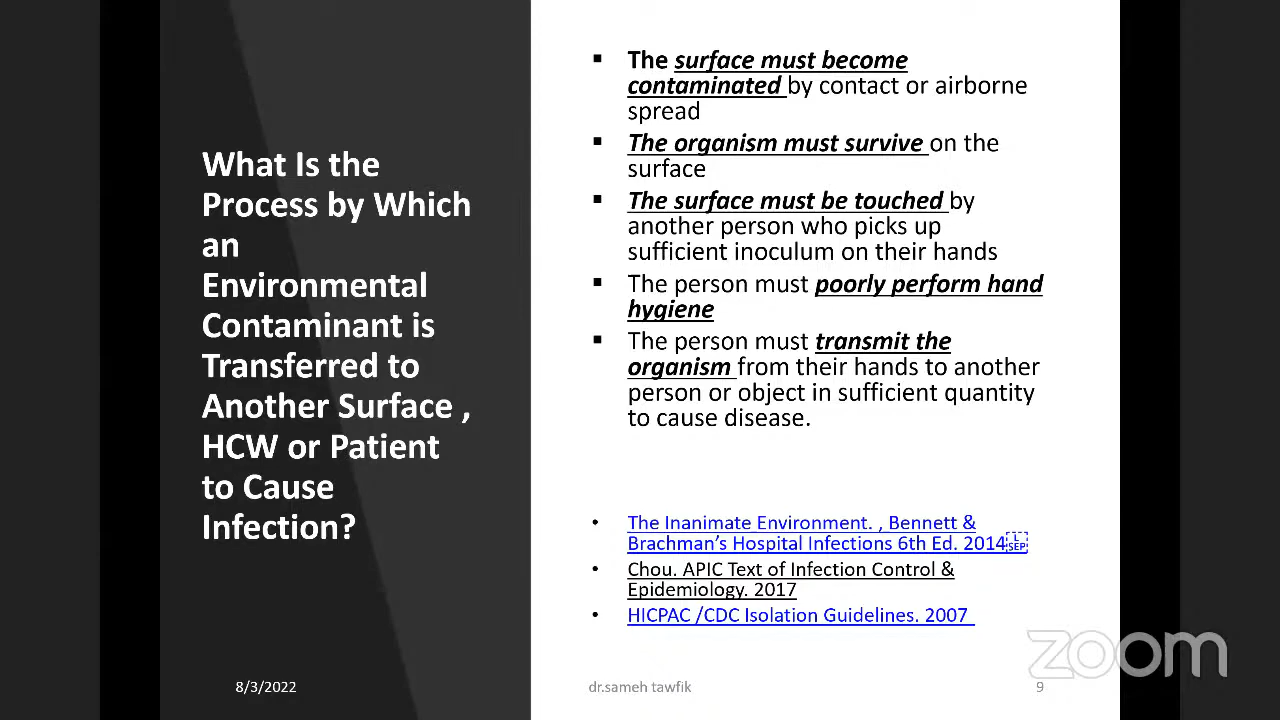 What Is the
Process by Which
an
Environmental
Contaminant is
Transferred to
Another Surface ,
HCW or Patient
to Cause
Infection?
▪ The surface must become
contaminated by contact or airborne
spread
▪ The organism must survive on the
surface
▪ The surface must be touched by
another person who picks up
sufficient inoculum on their hands
▪ The person must poorly perform hand
hygiene
▪ The person must transmit the
organism from their hands to another
person or object in sufficient quantity
to cause disease.
• The Inanimate Environment. , Bennett &
Brachman’s Hospital Infections 6th Ed. 2014 L SEP
• Chou. APIC Text of Infection Control &
Epidemiology. 2017
• HICPAC /CDC Isolation Guidelines. 2007
zoom
8/3/2022
dr.sameh tawfik
9